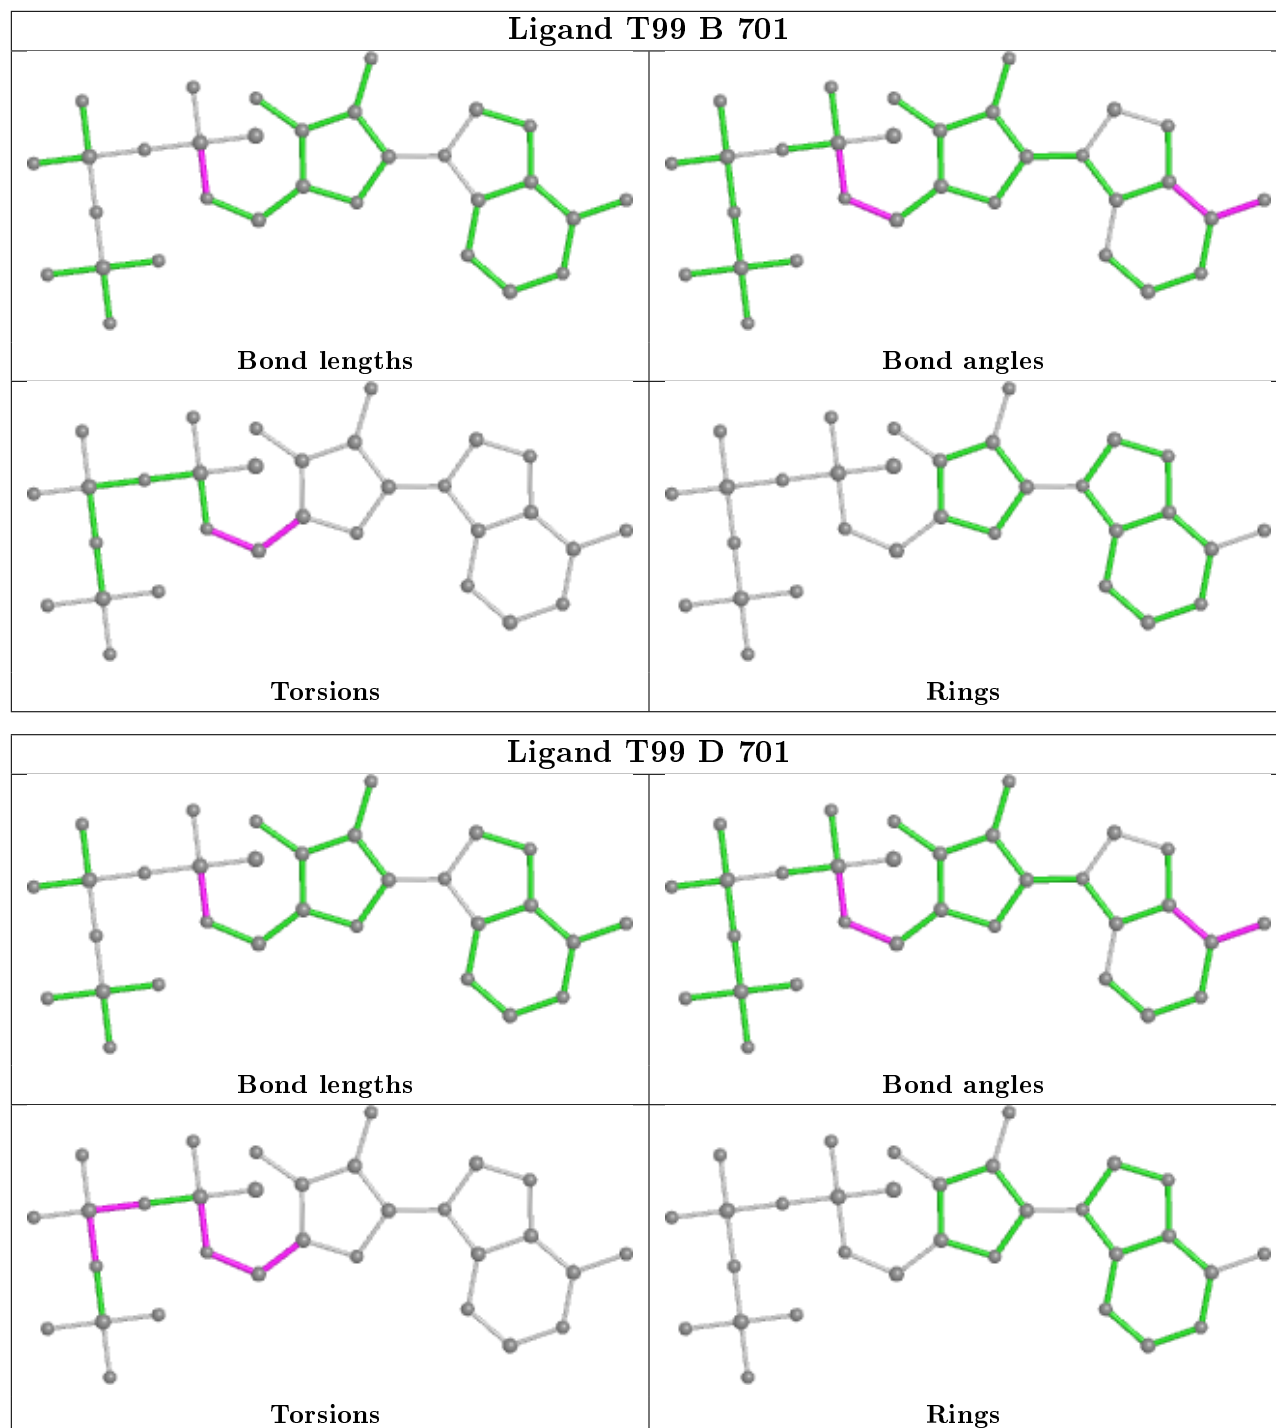 Ligand T99 B 701
Bond lengths
Bond angles
Torsions
Rings
Ligand T99 D 701
Bond lengths
Bond angles
Torsions
Rings